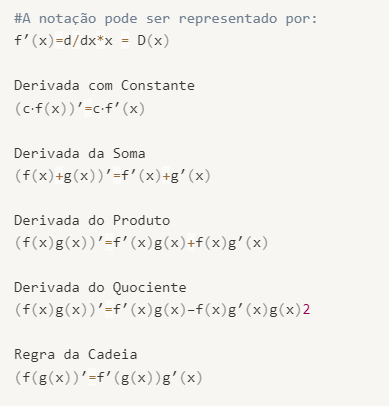 #A notação pode ser representado por:
f’(x)=d/dx*x = D(x)
Derivada com Constante
(c⋅f(x))’=c⋅f’(x)
Derivada da Soma
(f(x)+g(x))’=f’(x)+g’(x)
Derivada do Produto
(f(x)g(x))’=f’(x)g(x)+f(x)g’(x)
Derivada do Quociente
(f(x)g(x))’=f’(x)g(x)−f(x)g’(x)g(x)2
Regra da Cadeia
(f(g(x))’=f’(g(x))g’(x)